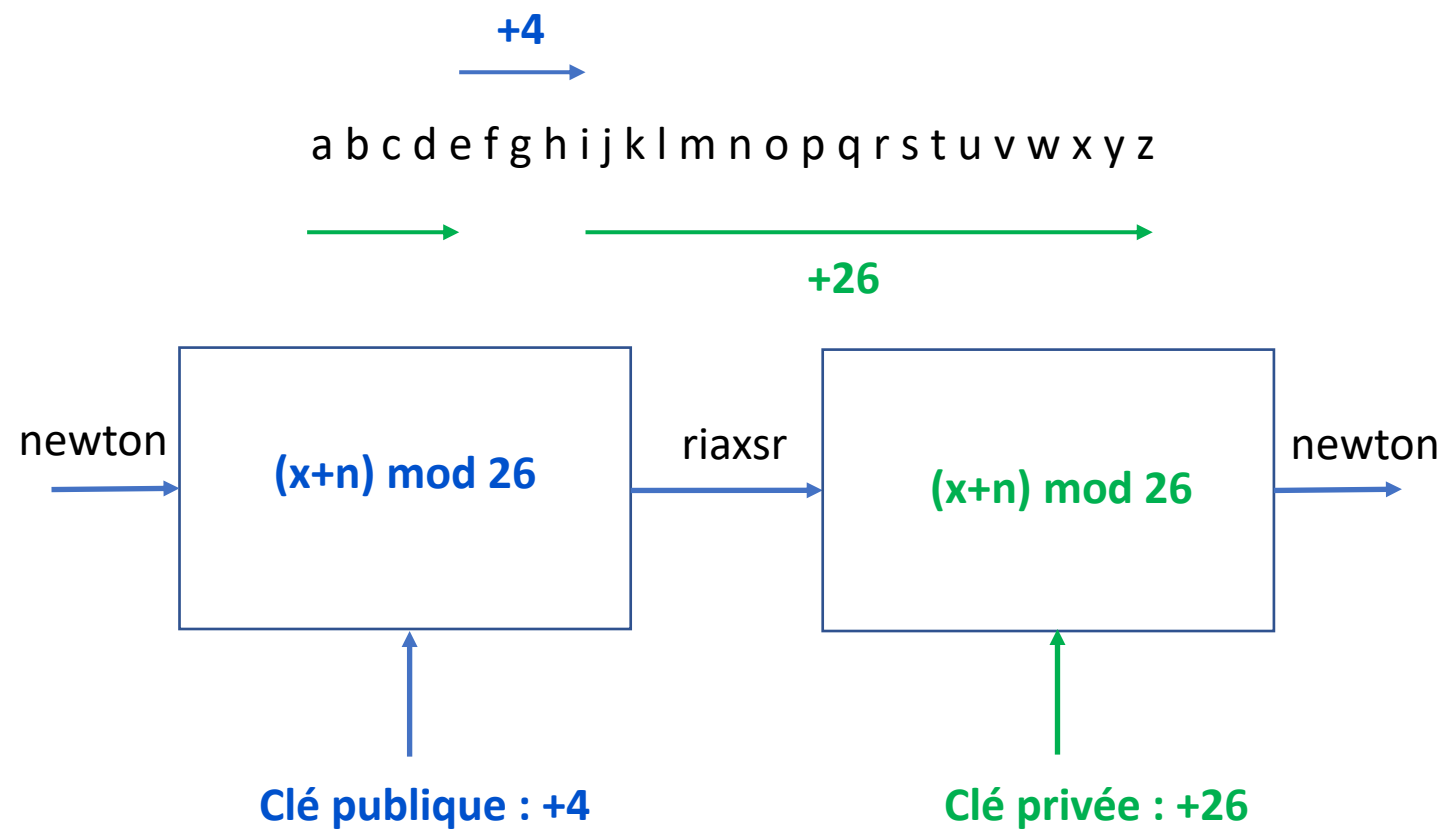 +4
a b c d e f g h i j k l m n o p q r s t u v w x y z
+26
newton
(x+n) mod 26
riaxsr
(x+n) mod 26
newton
Clé publique : +4
Clé privée : +26